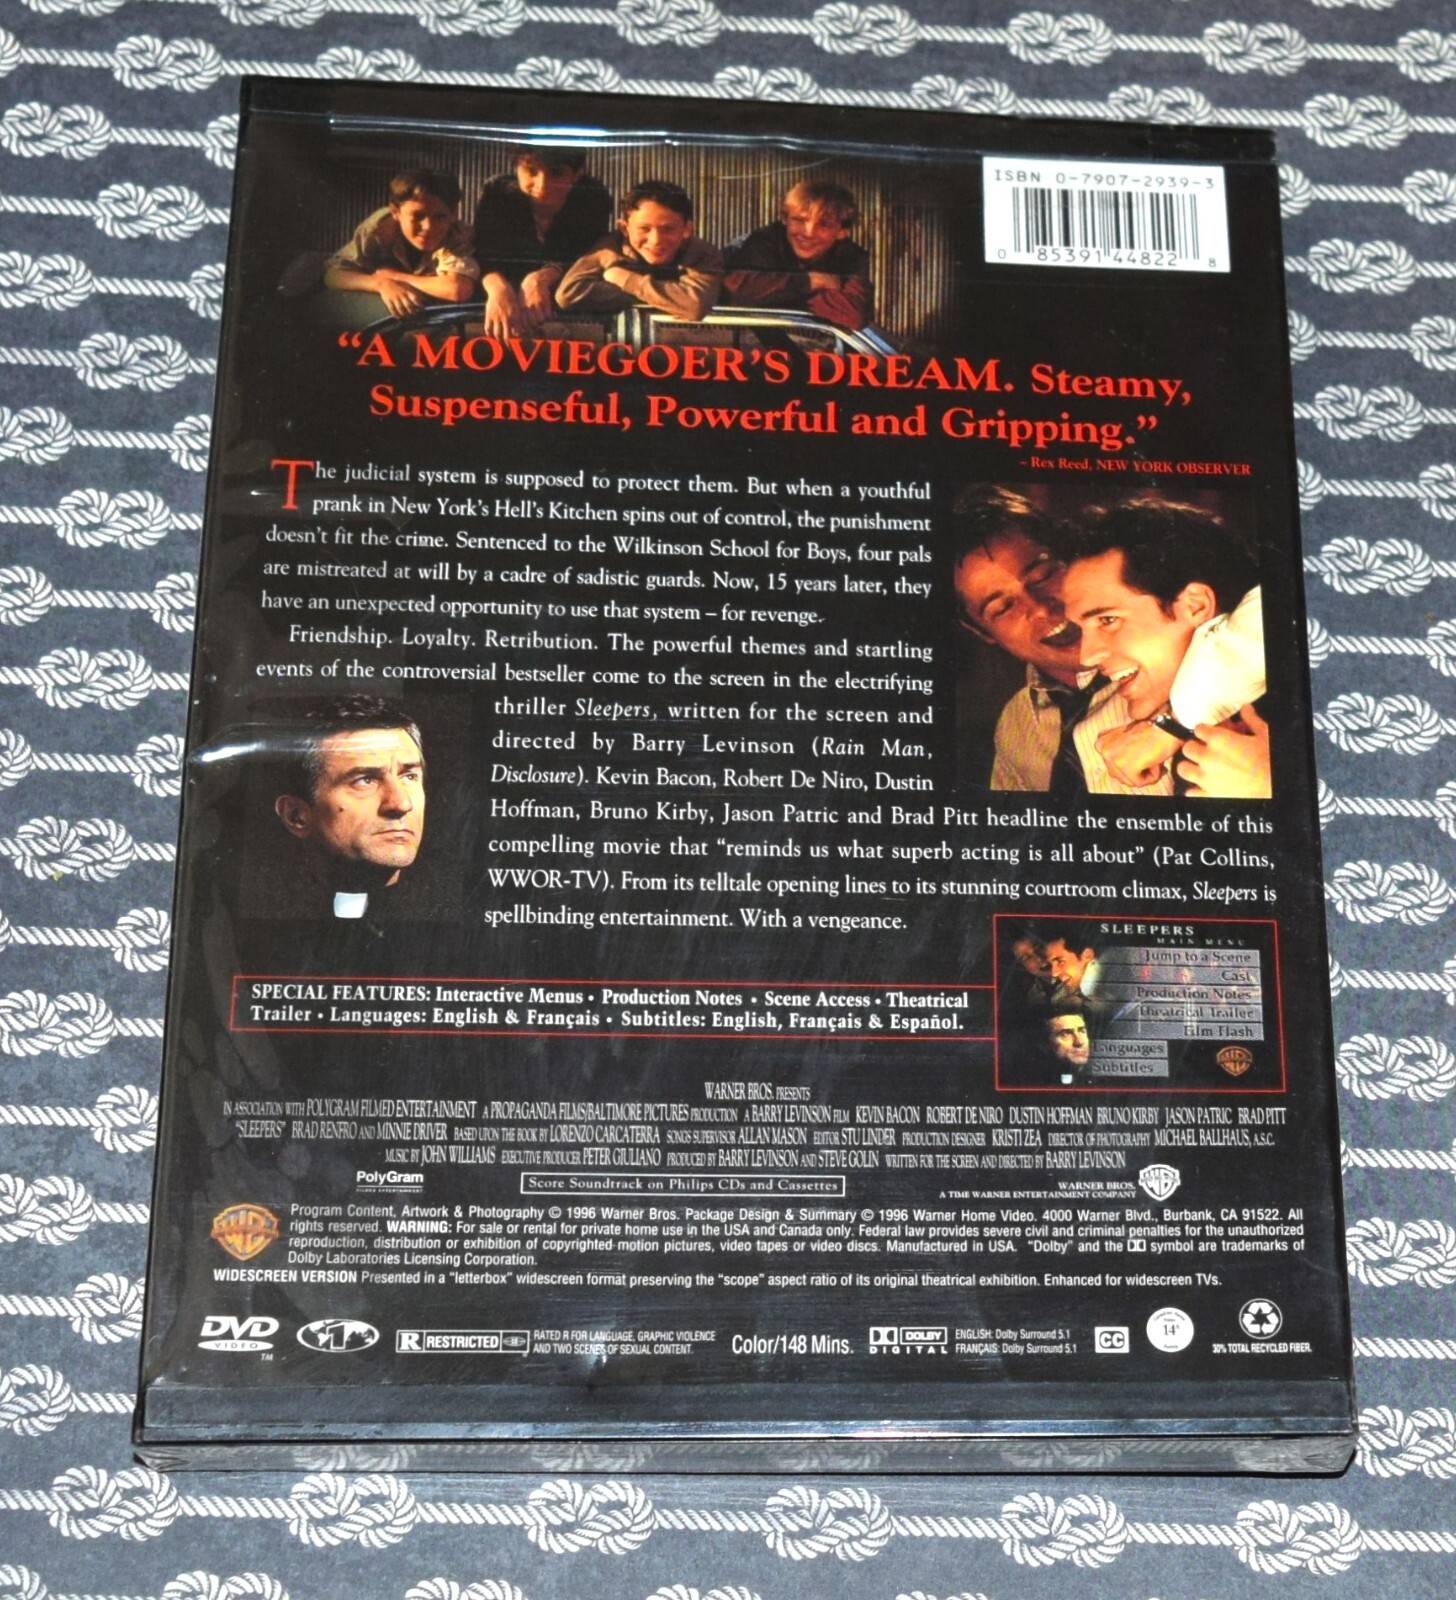 ISBN 0-7907-2939-3
0 85391 44822 8
“A MOVIEGOER’S DREAM. Steamy,
Suspenseful, Powerful and Gripping.”
– Rex Reed, NEW YORK OBSERVER
The judicial system is supposed to protect them. But when a youthful
prank in New York’s Hell’s Kitchen spins out of control, the punishment
doesn’t fit the crime. Sentenced to the Wilkinson School for Boys, four pals
are mistreated at will by a cadre of sadistic guards. Now, 15 years later, they
have an unexpected opportunity to use that system – for revenge.
Friendship. Loyalty. Retribution. The powerful themes and startling
events of the controversial bestseller come to the screen in the electrifying
thriller Sleepers, written for the screen and
directed by Barry Levinson (Rain Man,
Disclosure). Kevin Bacon, Robert De Niro, Dustin
Hoffman, Bruno Kirby, Jason Patric and Brad Pitt headline the ensemble of this
compelling movie that “reminds us what superb acting is all about” (Pat Collins,
WWOR-TV). From its telltale opening lines to its stunning courtroom climax, Sleepers is
spellbinding entertainment. With a vengeance.
SLEEPERS
MAIN MENU
Jump to a Scene
Cast
Production Notes
Theatrical Trailer
Film Flash
Languages
Subtitles
SPECIAL FEATURES: Interactive Menus • Production Notes • Scene Access • Theatrical
Trailer • Languages: English & Français • Subtitles: English, Français & Español.
WARNER BROS. PRESENTS
IN ASSOCIATION WITH POLYGRAM FILMED ENTERTAINMENT A PROPAGANDA FILMS/BALTIMORE PICTURES PRODUCTION A BARRY LEVINSON FILM KEVIN BACON ROBERT DE NIRO DUSTIN HOFFMAN BRUNO KIRBY JASON PATRIC BRAD PITT
“SLEEPERS” BRAD RENFRO AND MINNIE DRIVER BASED UPON THE BOOK BY LORENZO CARCATERRA SONGS SUPERVISOR ALLAN MASON EDITOR STU LINDER PRODUCTION DESIGNER KRISTI ZEA DIRECTOR OF PHOTOGRAPHY MICHAEL BALLHAUS, A.S.C.
MUSIC BY JOHN WILLIAMS EXECUTIVE PRODUCER PETER GIULIANO PRODUCED BY BARRY LEVINSON AND STEVE GOLIN WRITTEN FOR THE SCREEN AND DIRECTED BY BARRY LEVINSON
PolyGram
FILMED ENTERTAINMENT
Score Soundtrack on Philips CDs and Cassettes
WARNER BROS.
A TIME WARNER ENTERTAINMENT COMPANY
Program Content, Artwork & Photography © 1996 Warner Bros. Package Design & Summary © 1996 Warner Home Video. 4000 Warner Blvd., Burbank, CA 91522. All
rights reserved. WARNING: For sale or rental for private home use in the USA and Canada only. Federal law provides severe civil and criminal penalties for the unauthorized
reproduction, distribution or exhibition of copyrighted motion pictures, video tapes or video discs. Manufactured in USA. “Dolby” and the DD symbol are trademarks of
Dolby Laboratories Licensing Corporation.
WIDESCREEN VERSION Presented in a “letterbox” widescreen format preserving the “scope” aspect ratio of its original theatrical exhibition. Enhanced for widescreen TVs.
DVD
VIDEO
TM
1
R RESTRICTED
RATED R FOR LANGUAGE, GRAPHIC VIOLENCE
AND TWO SCENES OF SEXUAL CONTENT.
Color/148 Mins.
DOLBY
DIGITAL
ENGLISH: Dolby Surround 5.1
FRANÇAIS: Dolby Surround 5.1
CC
14
30% TOTAL RECYCLED FIBER.